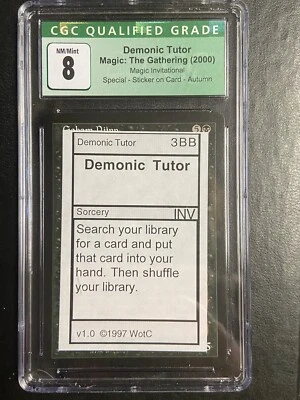 CGC QUALIFIED GRADE
NM/Mint
8
Demonic Tutor
Magic: The Gathering (2000)
Magic Invitational
Special - Sticker on Card - Autumn
Demonic Tutor 3BB
Demonic Tutor
Sorcery INV
Search your library
for a card and put
that card into your
hand. Then shuffle
your library.
v1.0 ©1997 WotC